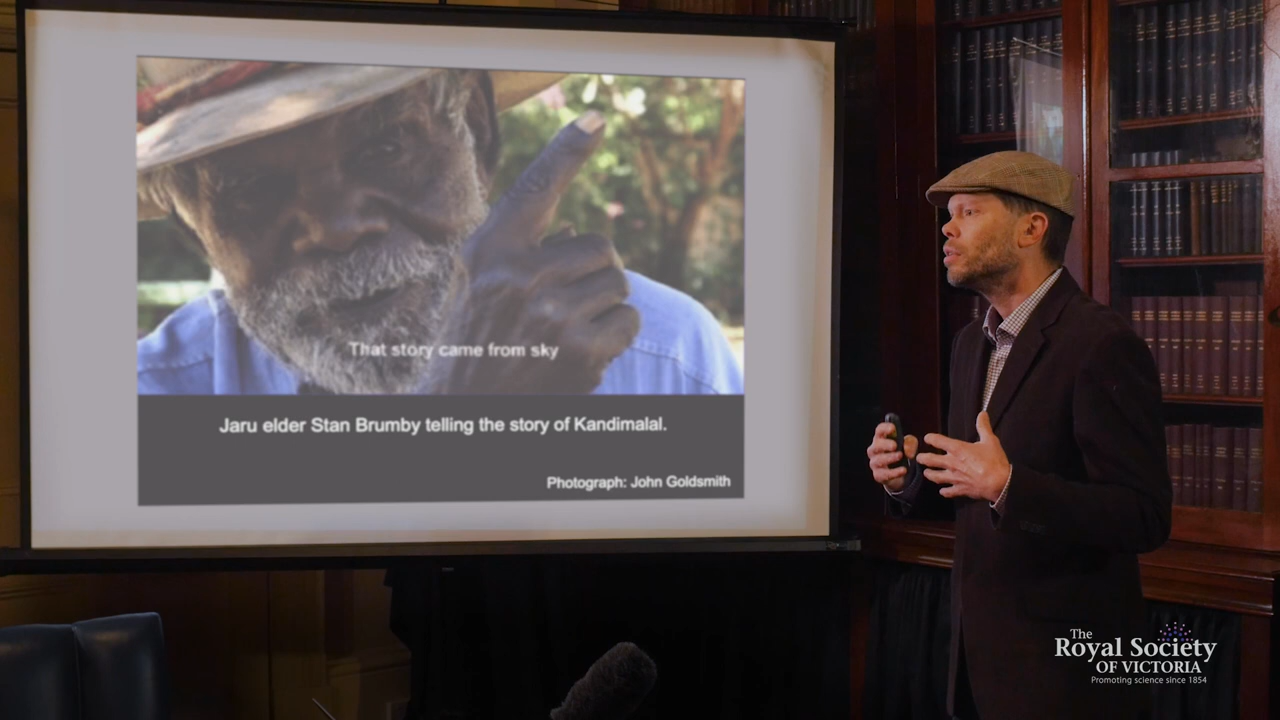 That story came from sky
Jaru elder Stan Brumby telling the story of Kandimalal.
Photograph: John Goldsmith
The
Royal Society
OF VICTORIA
Promoting science since 1854